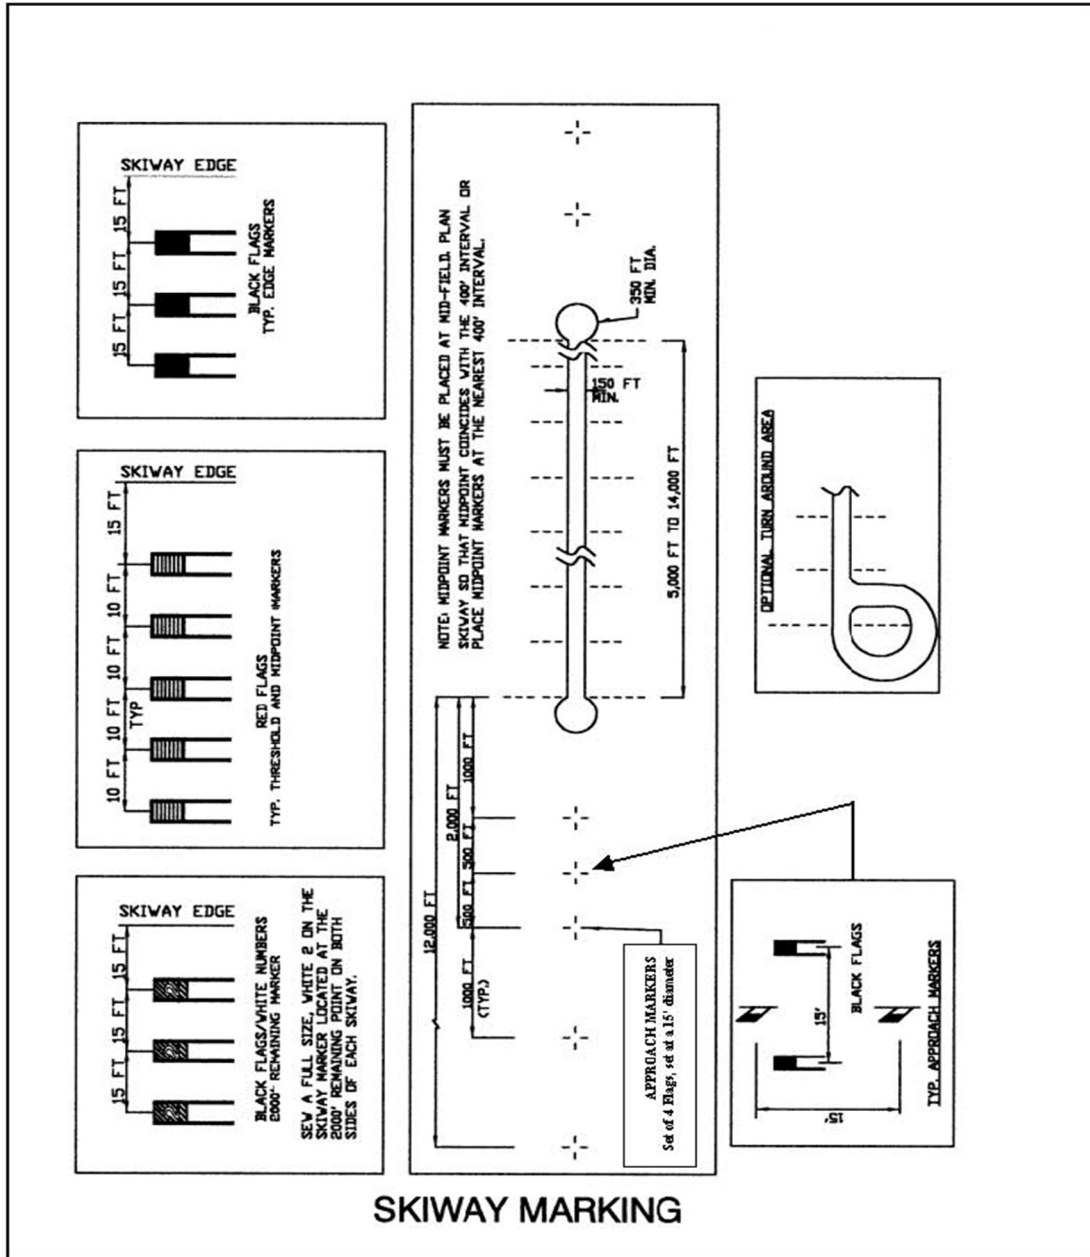 SKIWAY EDGE
15 FT
15 FT
15 FT
BLACK FLAGS
TYP. EDGE MARKERS
SKIWAY EDGE
15 FT
10 FT
10 FT
10 FT
TYP
10 FT
RED FLAGS
TYP. THRESHOLD AND MIDPOINT MARKERS
SKIWAY EDGE
15 FT
15 FT
15 FT
BLACK FLAGS/WHITE NUMBERS
2000'- REMAINING MARKER
SEW A FULL SIZE, WHITE 2 ON THE
SKIWAY MARKER LOCATED AT THE
2000' REMAINING POINT ON BOTH
SIDES OF EACH SKIWAY.
NOTE: MIDPOINT MARKERS MUST BE PLACED AT MID-FIELD. PLAN
SKIWAY SO THAT MIDPOINT COINCIDES WITH THE 400' INTERVAL OR
PLACE MIDPOINT MARKERS AT THE NEAREST 400' INTERVAL.
350 FT
MIN. DIA.
150 FT
MIN.
5,000 FT TO 14,000 FT
12,000 FT
2,000 FT
1000 FT
500 FT
500 FT
1000 FT
(TYP.)
APPROACH MARKERS
Set of 4 Flags, set at a 15' diameter
OPTIONAL TURN AROUND AREA
15'
BLACK FLAGS
15'
TYP. APPROACH MARKERS
SKIWAY MARKING